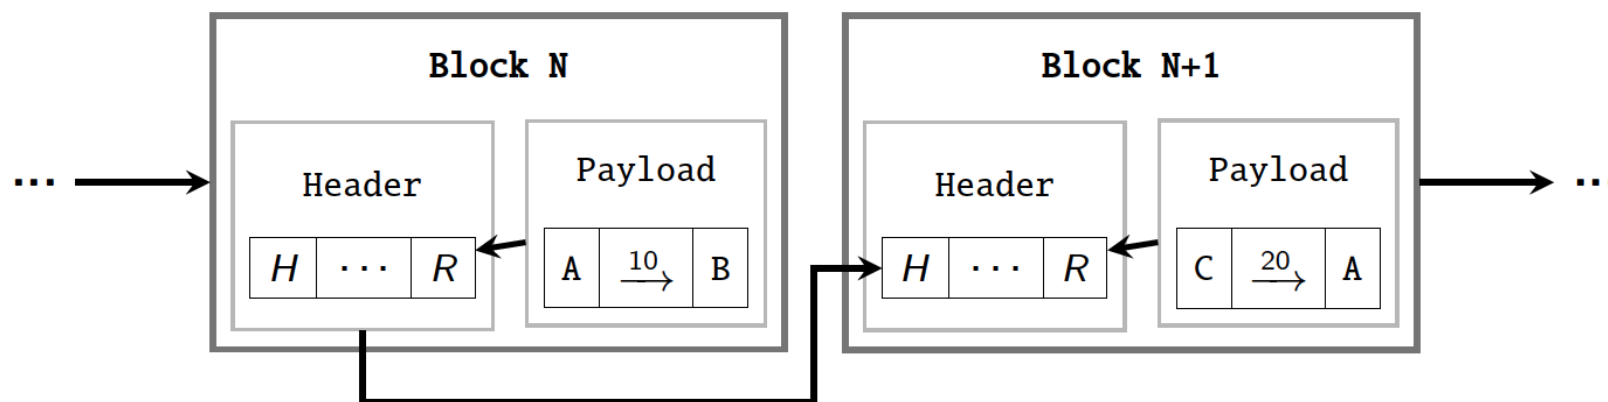 Block N
Block N+1
...
Header
Payload
Header
Payload
..
H ... R
A 10 B
H ... R
C 20 A